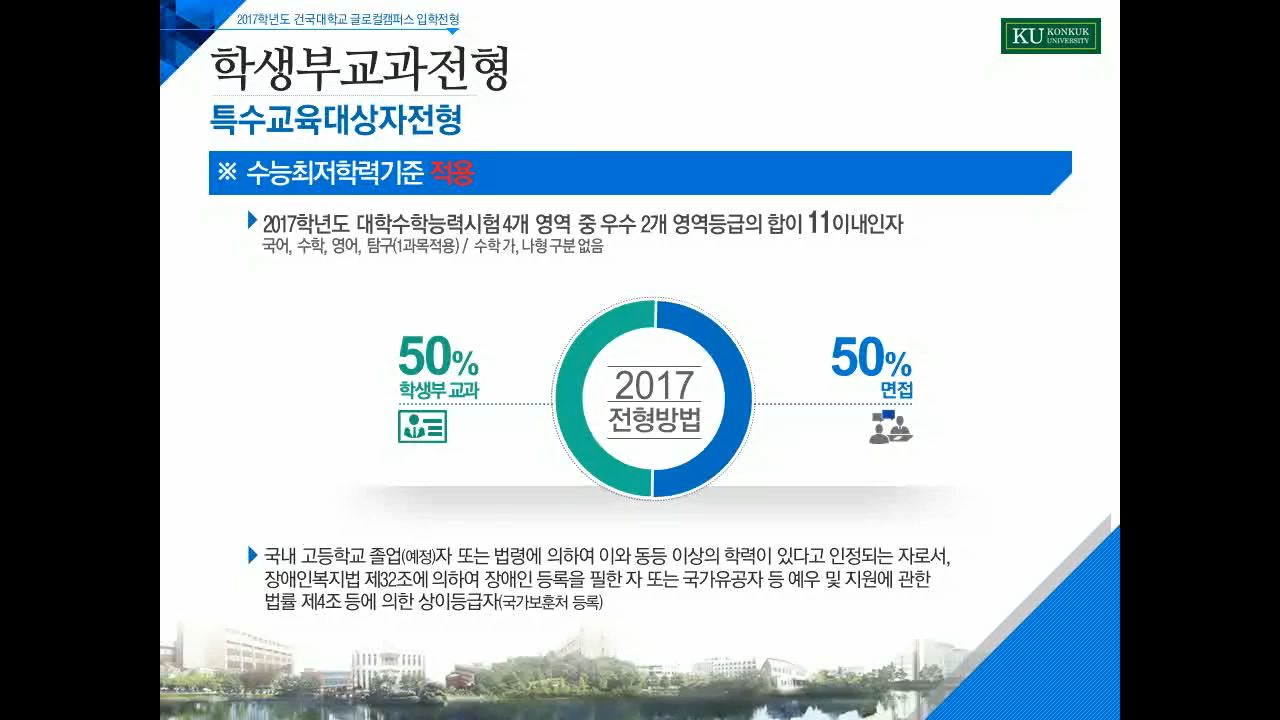 2017학년도 건국대학교 글로컬캠퍼스 입학전형
KU KONKUK UNIVERSITY
학생부교과전형
특수교육대상자전형
※ 수능최저학력기준 적용
2017학년도 대학수학능력시험 4개 영역 중 우수 2개 영역등급의 합이 11이내인자
국어, 수학, 영어, 탐구(1과목적용) / 수학 가, 나형 구분 없음
50%
학생부 교과
2017
전형방법
50%
면접
국내 고등학교 졸업(예정)자 또는 법령에 의하여 이와 동등 이상의 학력이 있다고 인정되는 자로서,
장애인복지법 제32조에 의하여 장애인 등록을 필한 자 또는 국가유공자 등 예우 및 지원에 관한
법률 제4조 등에 의한 상이등급자(국가보훈처 등록)